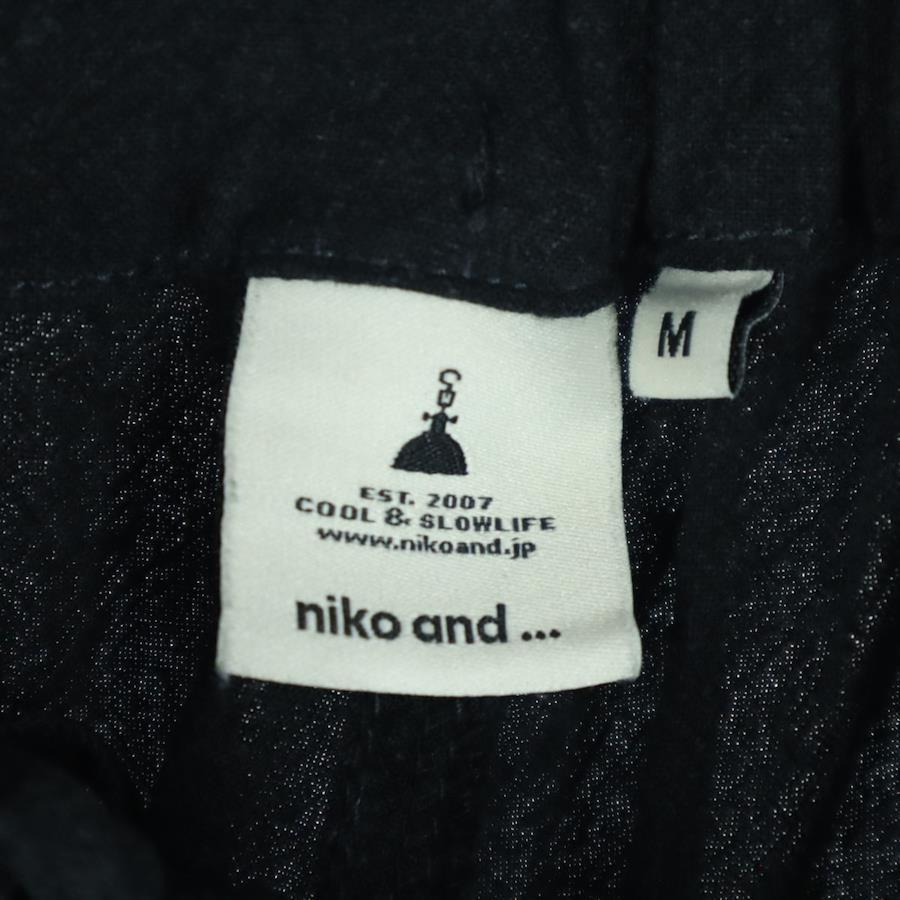 M
EST. 2007
COOL & SLOWLIFE
www.nikoand.jp
niko and ...